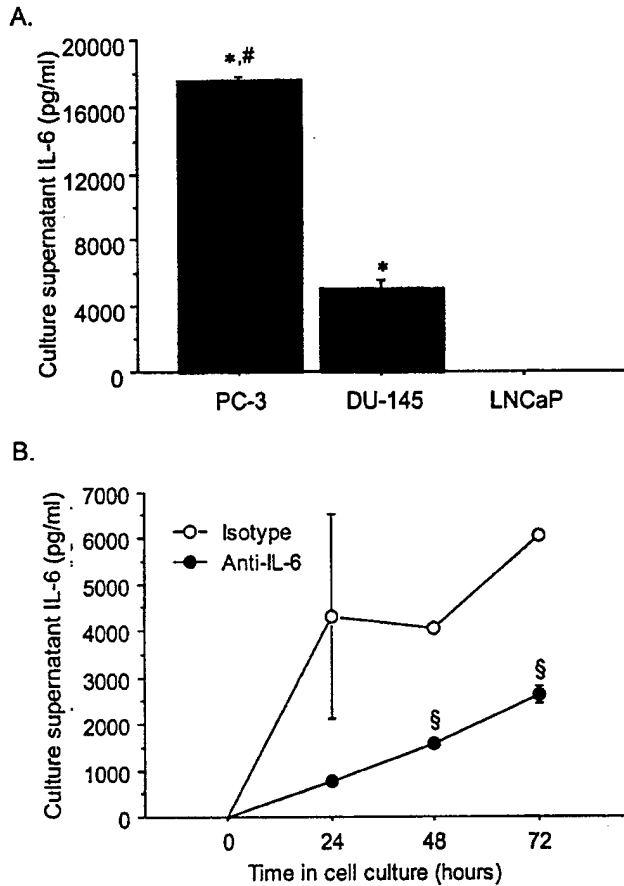 A.
Culture supernatant IL-6 (pg/ml)
20000
16000
12000
8000
4000
0
*,#
*
PC-3 DU-145 LNCaP
B.
Culture supernatant IL-6 (pg/ml)
7000
6000
5000
4000
3000
2000
1000
0
Isotype
Anti-IL-6
§
§
0 24 48 72
Time in cell culture (hours)